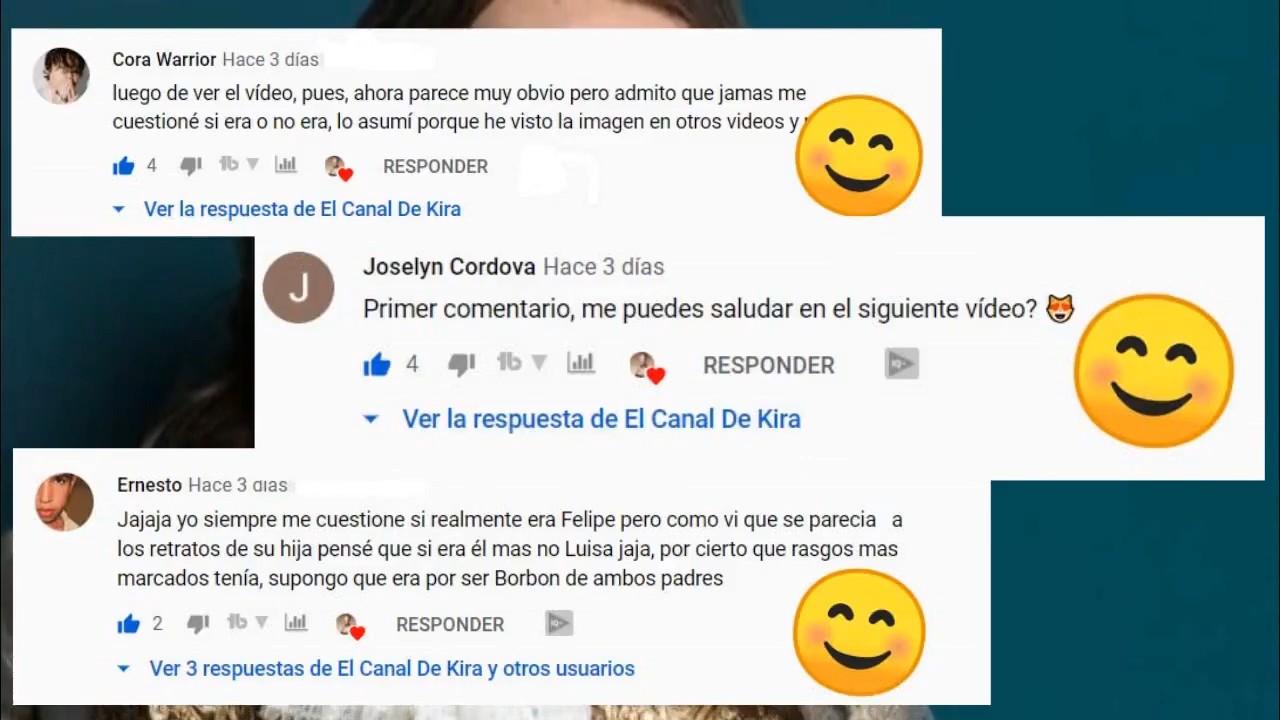 Cora Warrior Hace 3 días
luego de ver el vídeo, pues, ahora parece muy obvio pero admito que jamas me
cuestioné si era o no era, lo asumí porque he visto la imagen en otros videos y
4 RESPONDER
Ver la respuesta de El Canal De Kira
J
Joselyn Cordova Hace 3 días
Primer comentario, me puedes saludar en el siguiente vídeo? 😻
4 RESPONDER
Ver la respuesta de El Canal De Kira
Ernesto Hace 3 días
Jajaja yo siempre me cuestione si realmente era Felipe pero como vi que se parecia a
los retratos de su hija pensé que si era él mas no Luisa jaja, por cierto que rasgos mas
marcados tenía, supongo que era por ser Borbon de ambos padres
2 RESPONDER
Ver 3 respuestas de El Canal De Kira y otros usuarios